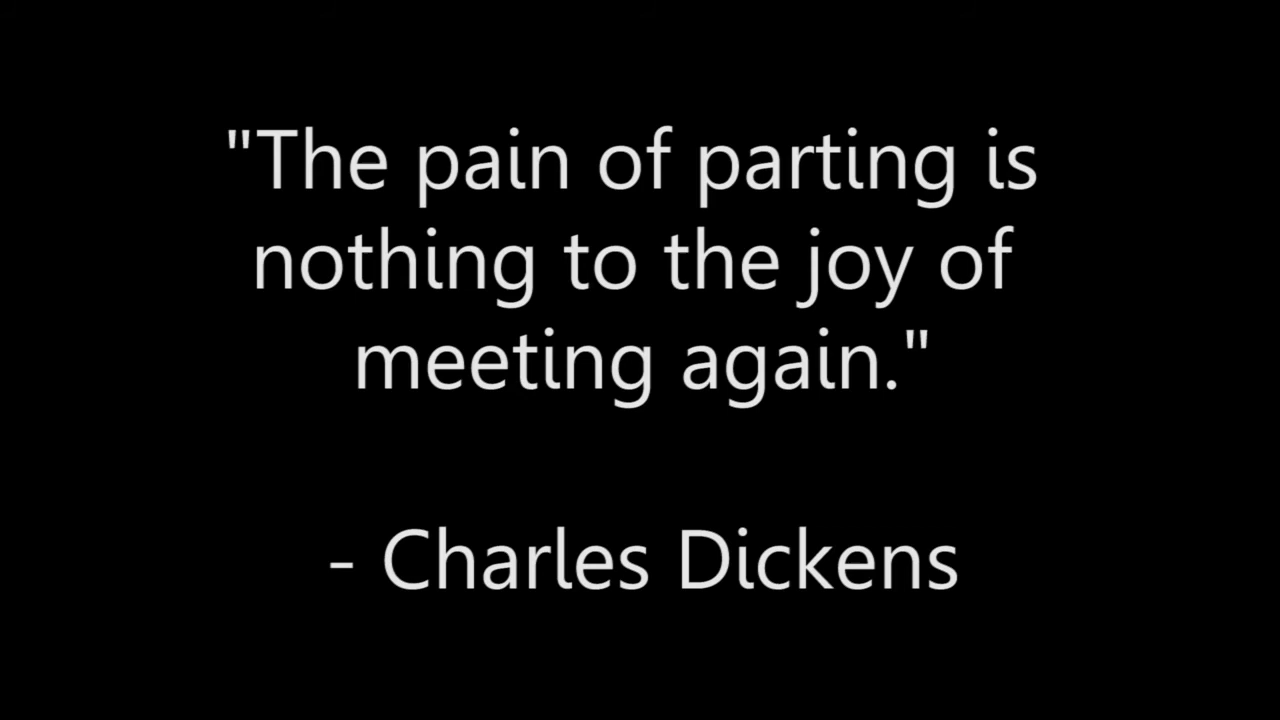 "The pain of parting is
nothing to the joy of
meeting again."
- Charles Dickens